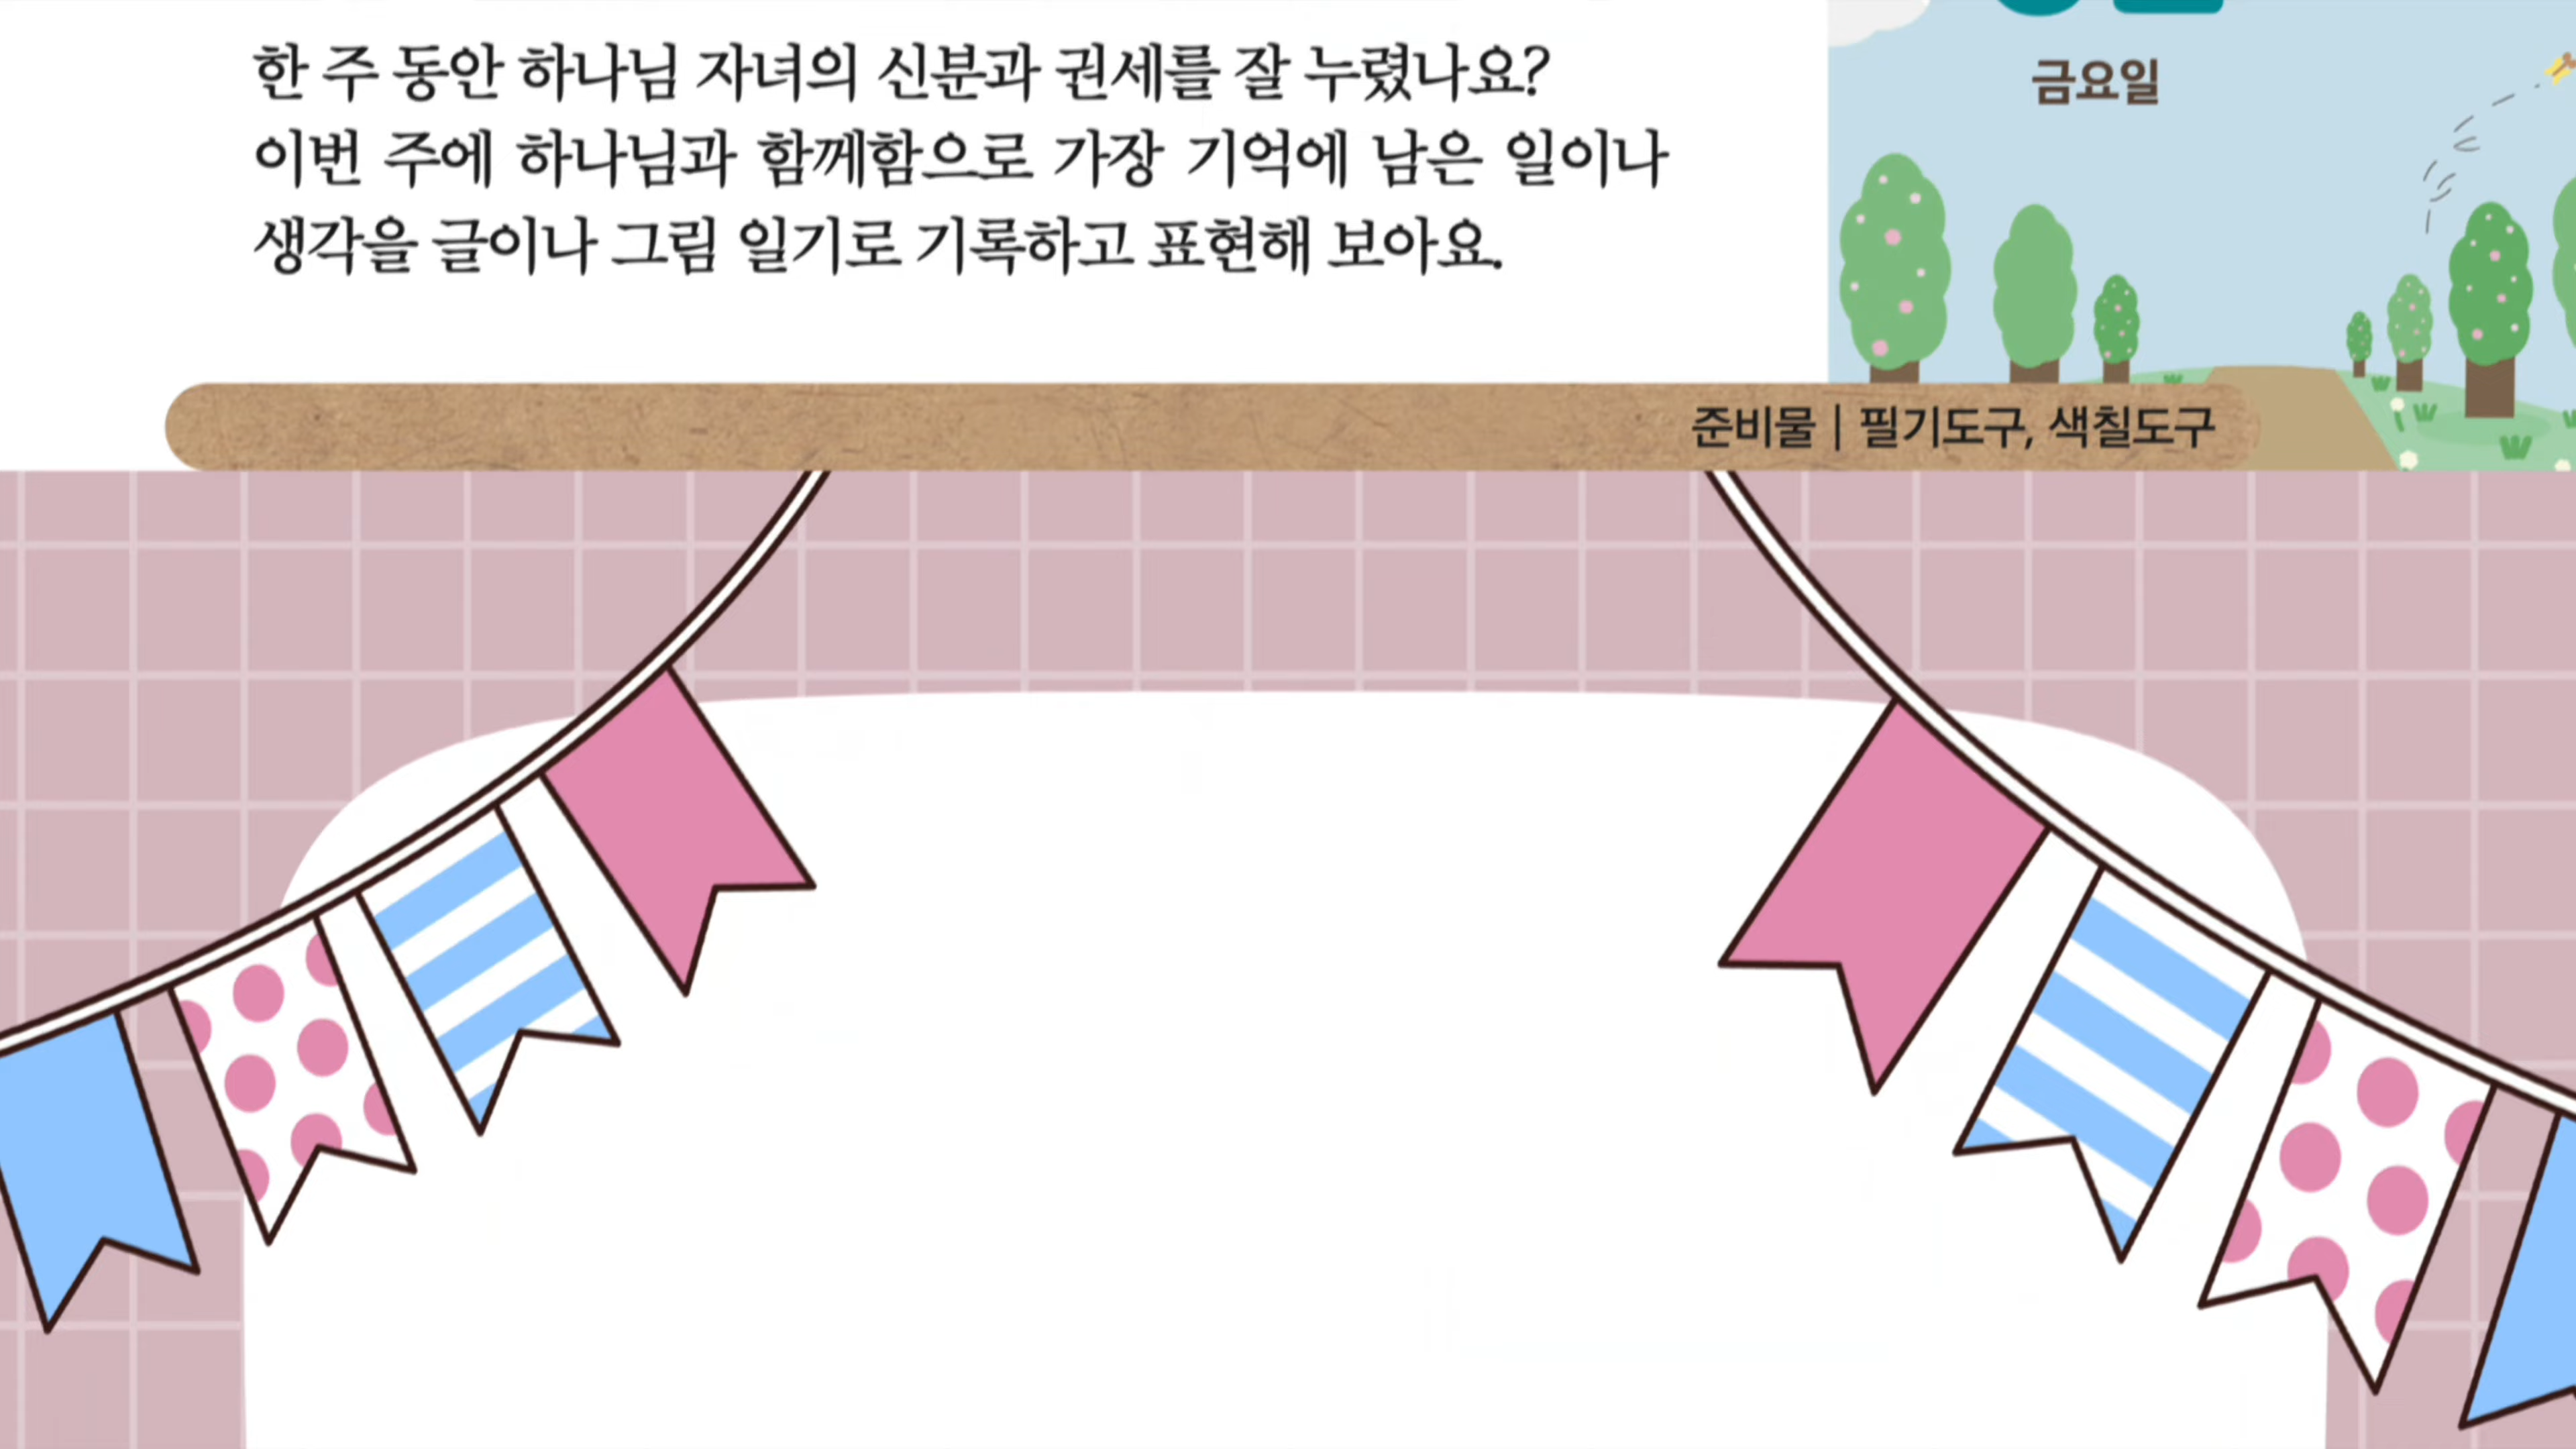 한 주 동안 하나님 자녀의 신분과 권세를 잘 누렸나요?
이번 주에 하나님과 함께함으로 가장 기억에 남은 일이나
생각을 글이나 그림 일기로 기록하고 표현해 보아요.
금요일
준비물 | 필기도구, 색칠도구